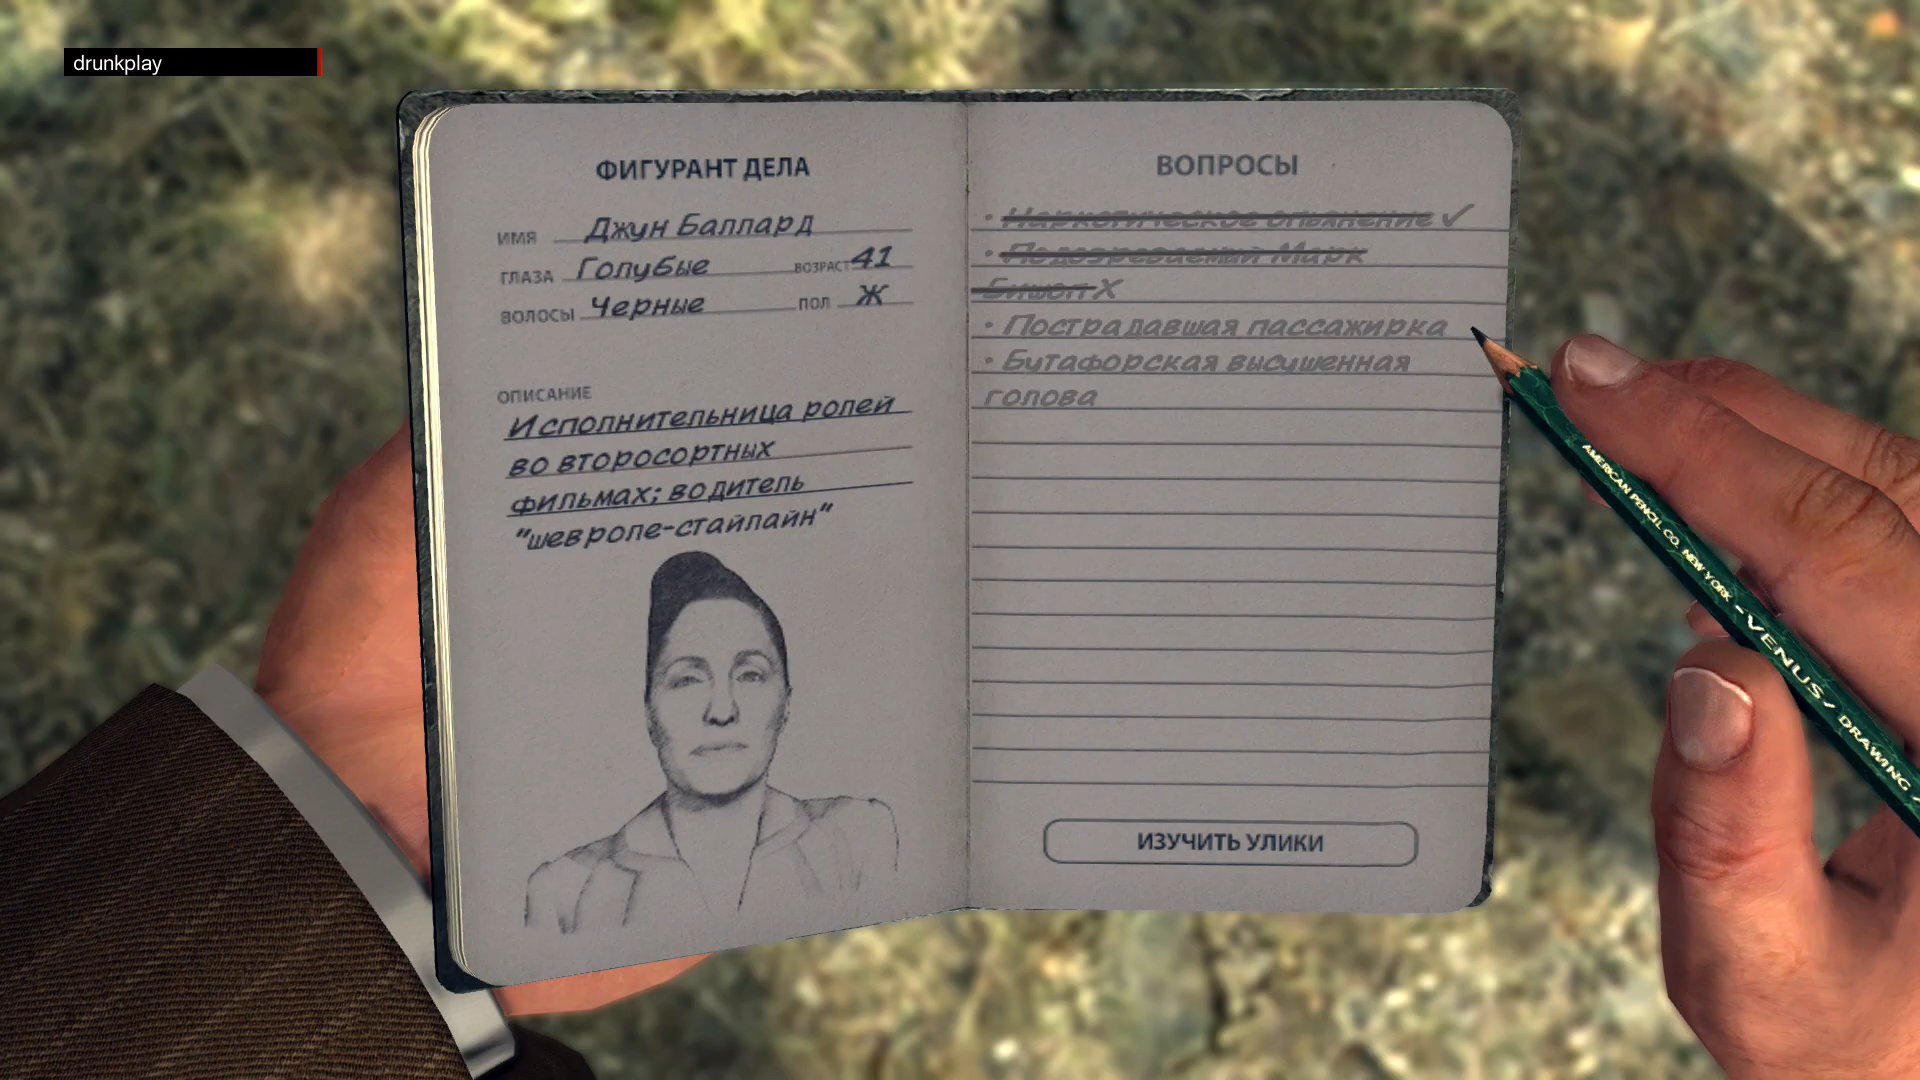 drunkplay
ФИГУРАНТ ДЕЛА
ИМЯ Джун Баллард
ГЛАЗА Голубые ВОЗРАСТ 41
ВОЛОСЫ Черные ПОЛ Ж
ОПИСАНИЕ
Исполнительница ролей
во второсортных
фильмах; водитель
"шевроле-стайлайн"
ВОПРОСЫ
• Наркотическое опьянение ✓
• Подозреваемый Марк
Бишоп X
• Пострадавшая пассажирка
• Бутафорская высушенная
голова
ИЗУЧИТЬ УЛИКИ
AMERICAN PENCIL CO. NEW YORK -VENUS/ DRAWING